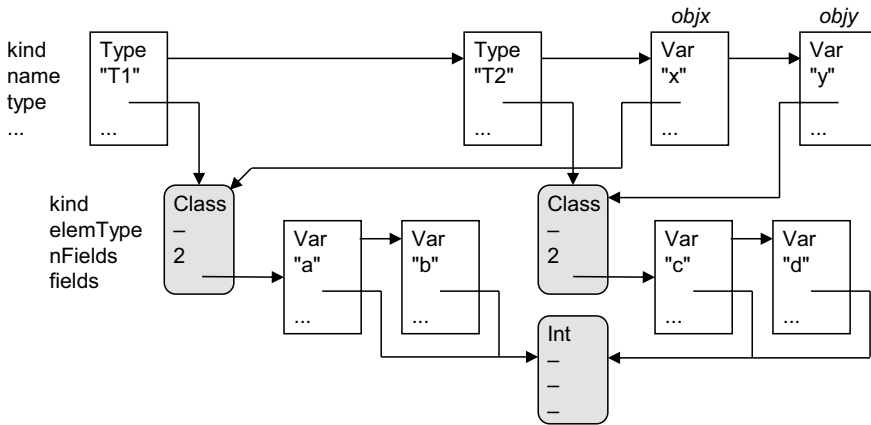 objx objy
kind
name
type
...
Type
"T1"
...
Type
"T2"
...
Var
"x"
...
Var
"y"
...
kind
elemType
nFields
fields
Class
–
2
Var
"a"
...
Var
"b"
...
Class
–
2
Var
"c"
...
Var
"d"
...
Int
–
–
–